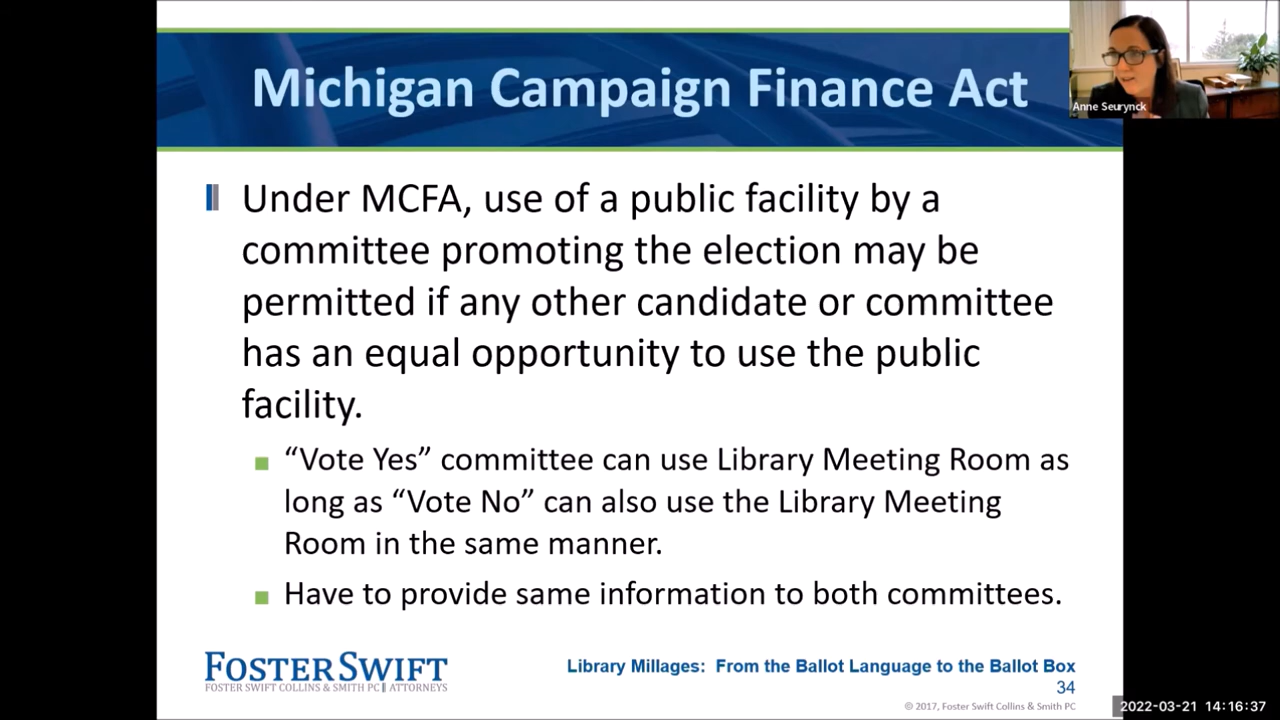 Michigan Campaign Finance Act
Anne Seurynck
Under MCFA, use of a public facility by a
committee promoting the election may be
permitted if any other candidate or committee
has an equal opportunity to use the public
facility.
“Vote Yes” committee can use Library Meeting Room as
long as “Vote No” can also use the Library Meeting
Room in the same manner.
Have to provide same information to both committees.
FOSTER SWIFT
FOSTER SWIFT COLLINS & SMITH PC || ATTORNEYS
Library Millages: From the Ballot Language to the Ballot Box
34
© 2017, Foster Swift Collins & Smith PC
2022-03-21 14:16:37